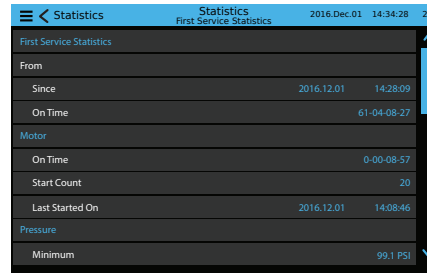 Statistics Statistics 2016.Dec.01 14:34:28 2
First Service Statistics
First Service Statistics
From
Since 2016.12.01 14:28:09
On Time 61-04-08-27
Motor
On Time 0-00-08-57
Start Count 20
Last Started On 2016.12.01 14:08:46
Pressure
Minimum 99.1 PSI